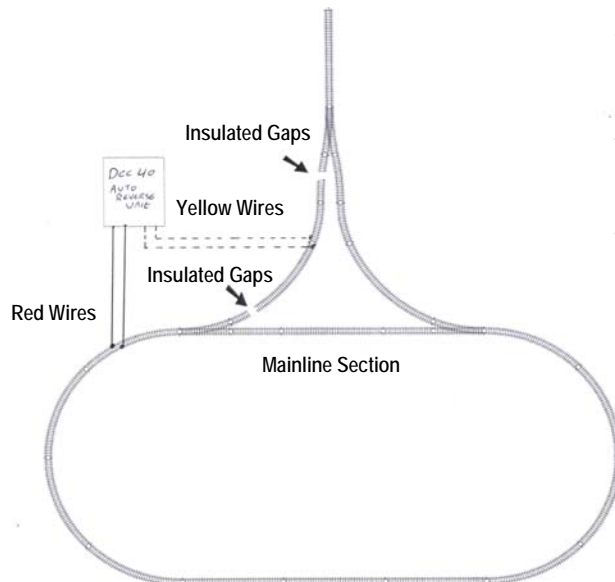 Insulated Gaps
DCC 40
AUTO
REVERSE
UNIT
Yellow Wires
Insulated Gaps
Red Wires
Mainline Section